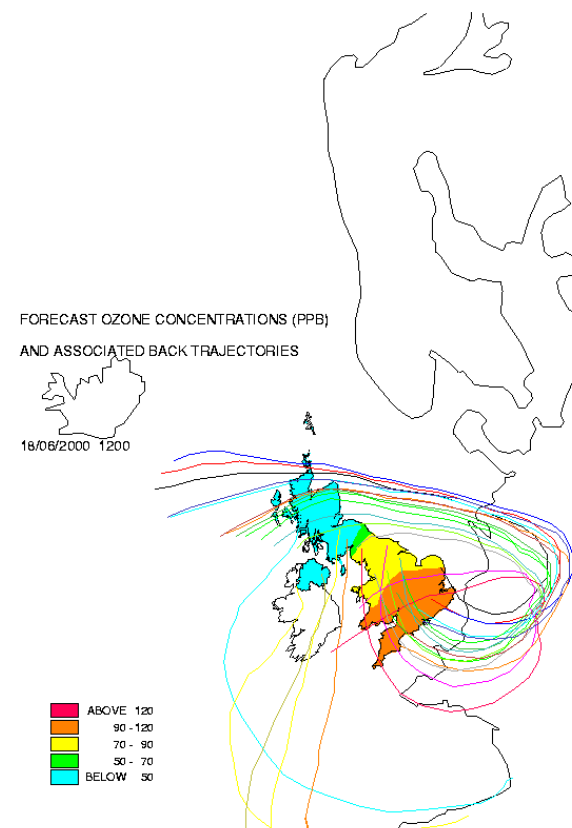 FORECAST OZONE CONCENTRATIONS (PPB)
AND ASSOCIATED BACK TRAJECTORIES
18/06/2000 1200
ABOVE 120
90 - 120
70 - 90
50 - 70
BELOW 50